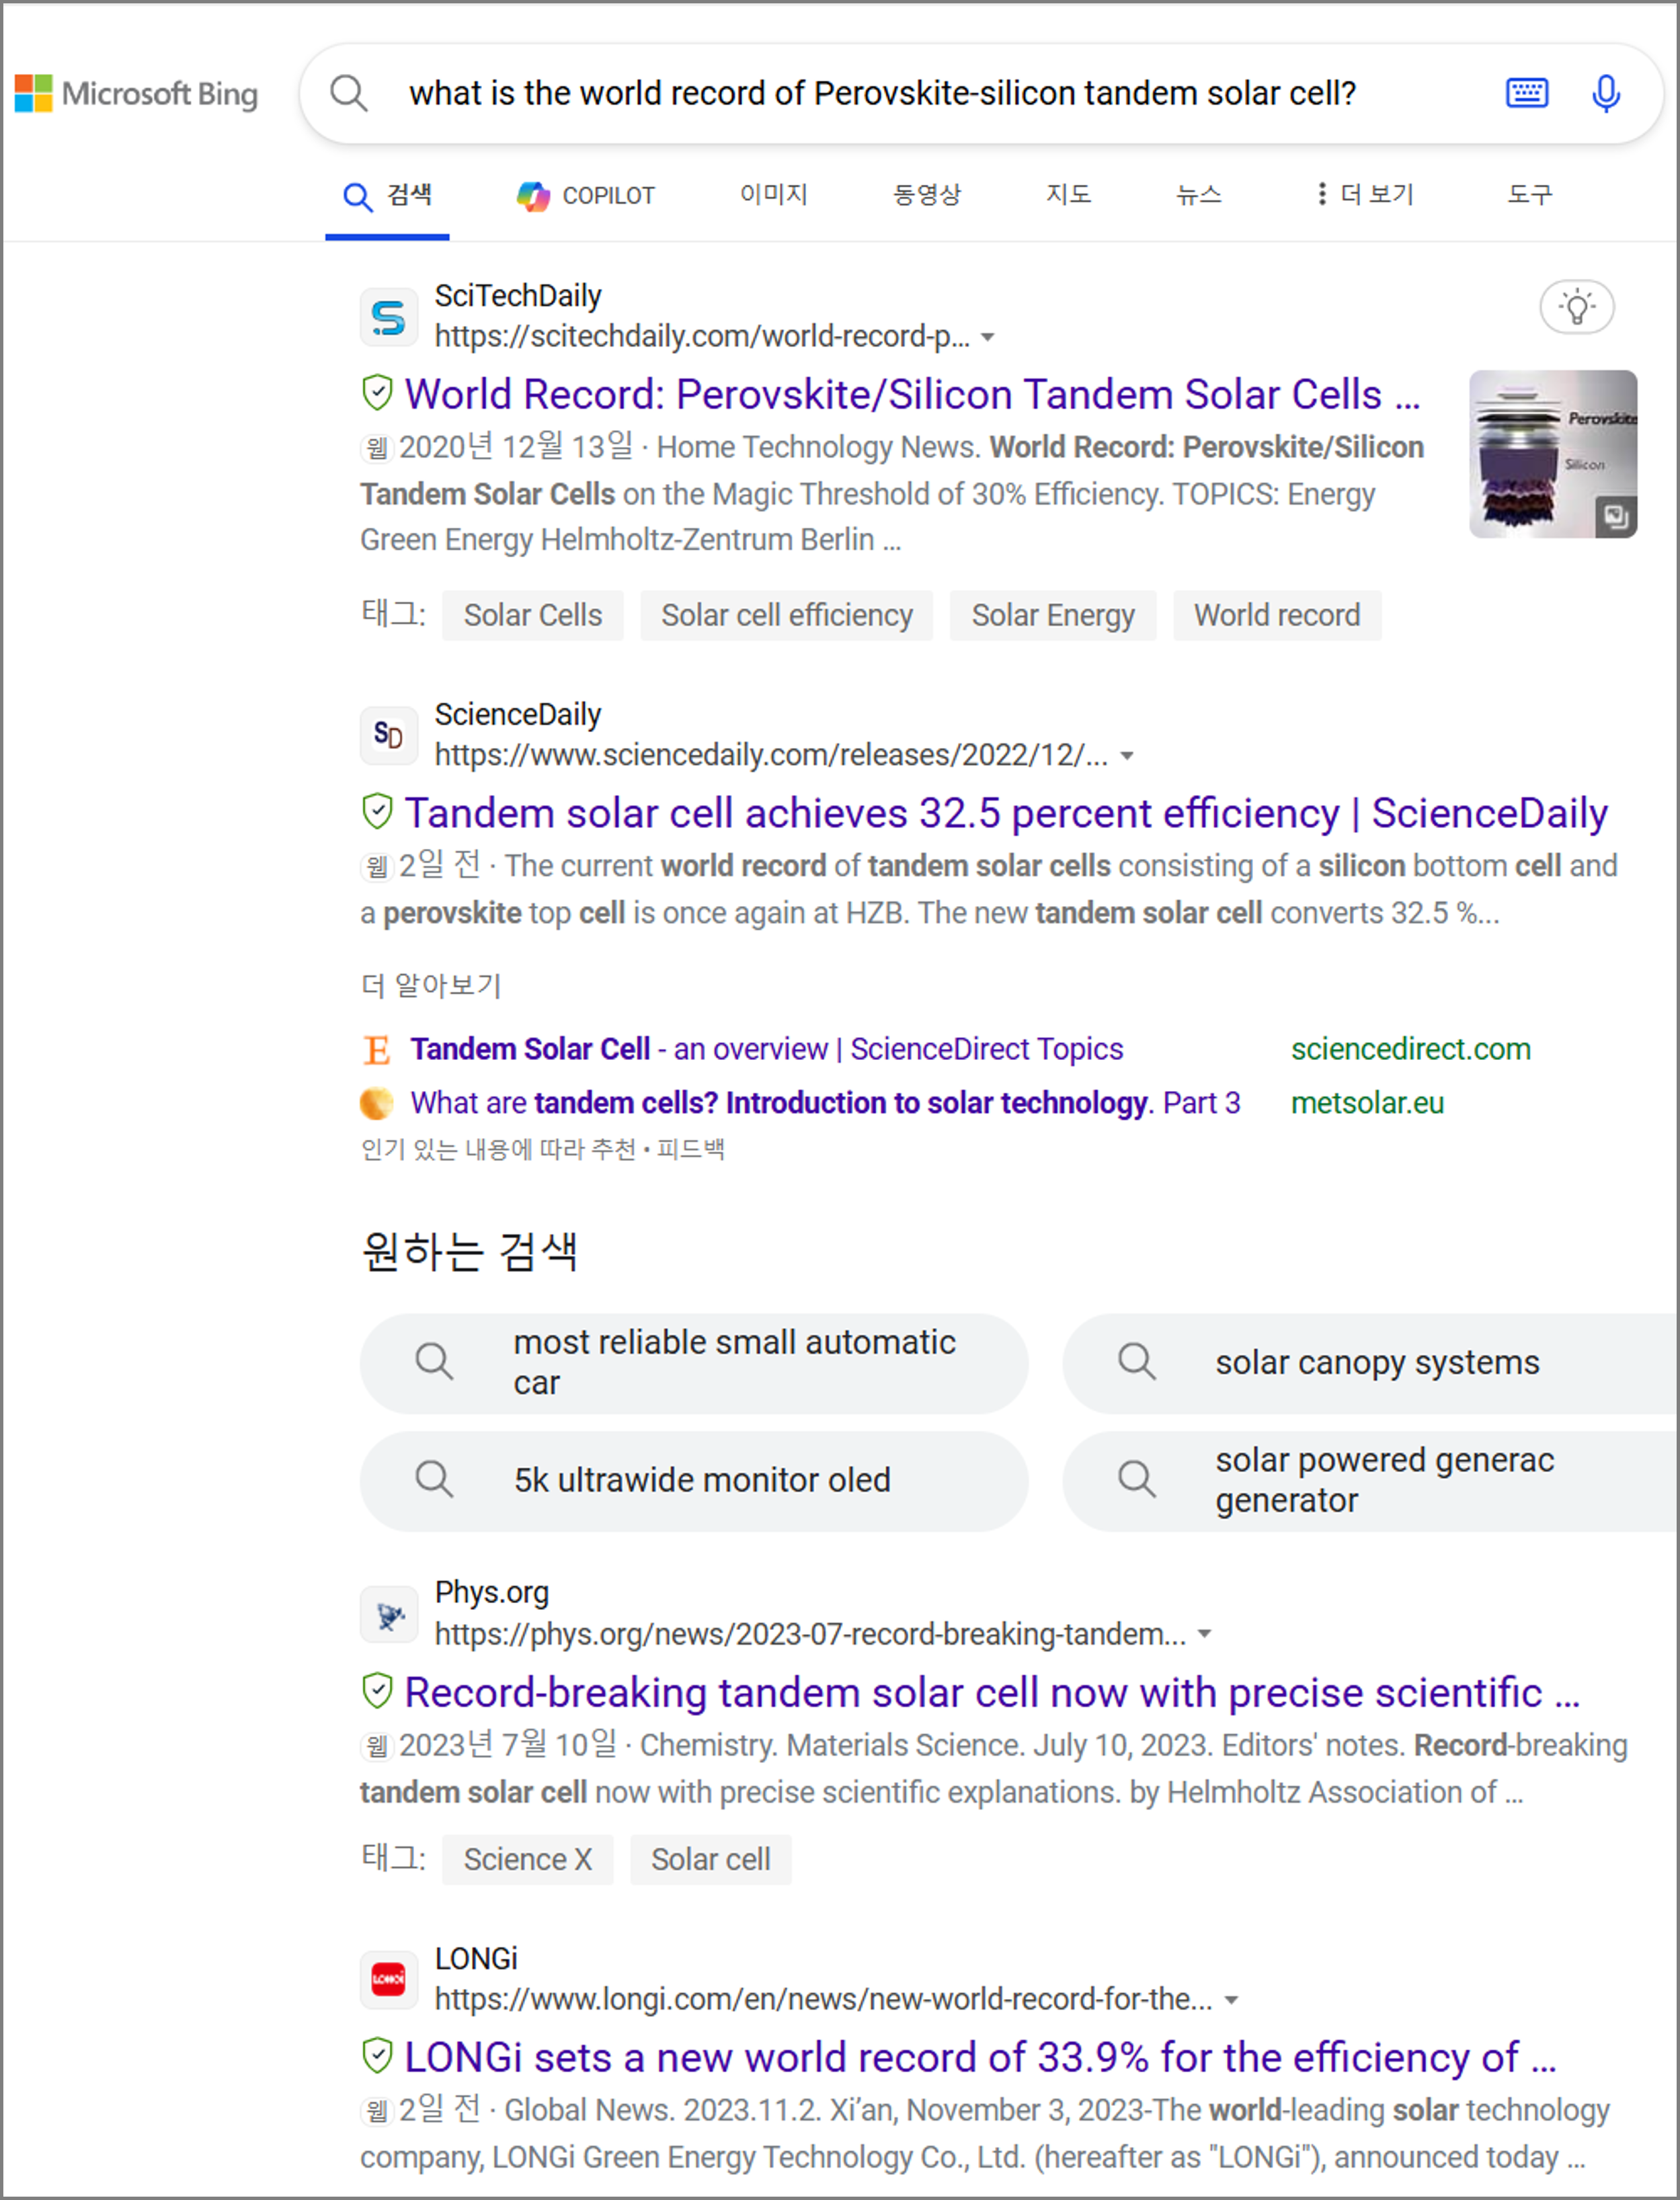 Microsoft Bing
what is the world record of Perovskite-silicon tandem solar cell?
검색 COPILOT 이미지 동영상 지도 뉴스 더 보기 도구
SciTechDaily
https://scitechdaily.com/world-record-p...
World Record: Perovskite/Silicon Tandem Solar Cells ...
웹 2020년 12월 13일 · Home Technology News. World Record: Perovskite/Silicon
Tandem Solar Cells on the Magic Threshold of 30% Efficiency. TOPICS: Energy
Green Energy Helmholtz-Zentrum Berlin ...
Perovskite
Silicon
태그: Solar Cells Solar cell efficiency Solar Energy World record
SD
ScienceDaily
https://www.sciencedaily.com/releases/2022/12/...
Tandem solar cell achieves 32.5 percent efficiency | ScienceDaily
웹 2일 전 · The current world record of tandem solar cells consisting of a silicon bottom cell and
a perovskite top cell is once again at HZB. The new tandem solar cell converts 32.5 %...
더 알아보기
E Tandem Solar Cell - an overview | ScienceDirect Topics sciencedirect.com
What are tandem cells? Introduction to solar technology. Part 3 metsolar.eu
인기 있는 내용에 따라 추천 • 피드백
원하는 검색
most reliable small automatic
car
solar canopy systems
5k ultrawide monitor oled
solar powered generac
generator
Phys.org
https://phys.org/news/2023-07-record-breaking-tandem...
Record-breaking tandem solar cell now with precise scientific ...
웹 2023년 7월 10일 · Chemistry. Materials Science. July 10, 2023. Editors' notes. Record-breaking
tandem solar cell now with precise scientific explanations. by Helmholtz Association of ...
태그: Science X Solar cell
LONGi
LONGi
https://www.longi.com/en/news/new-world-record-for-the...
LONGi sets a new world record of 33.9% for the efficiency of ...
웹 2일 전 · Global News. 2023.11.2. Xi’an, November 3, 2023-The world-leading solar technology
company, LONGi Green Energy Technology Co., Ltd. (hereafter as "LONGi"), announced today ...